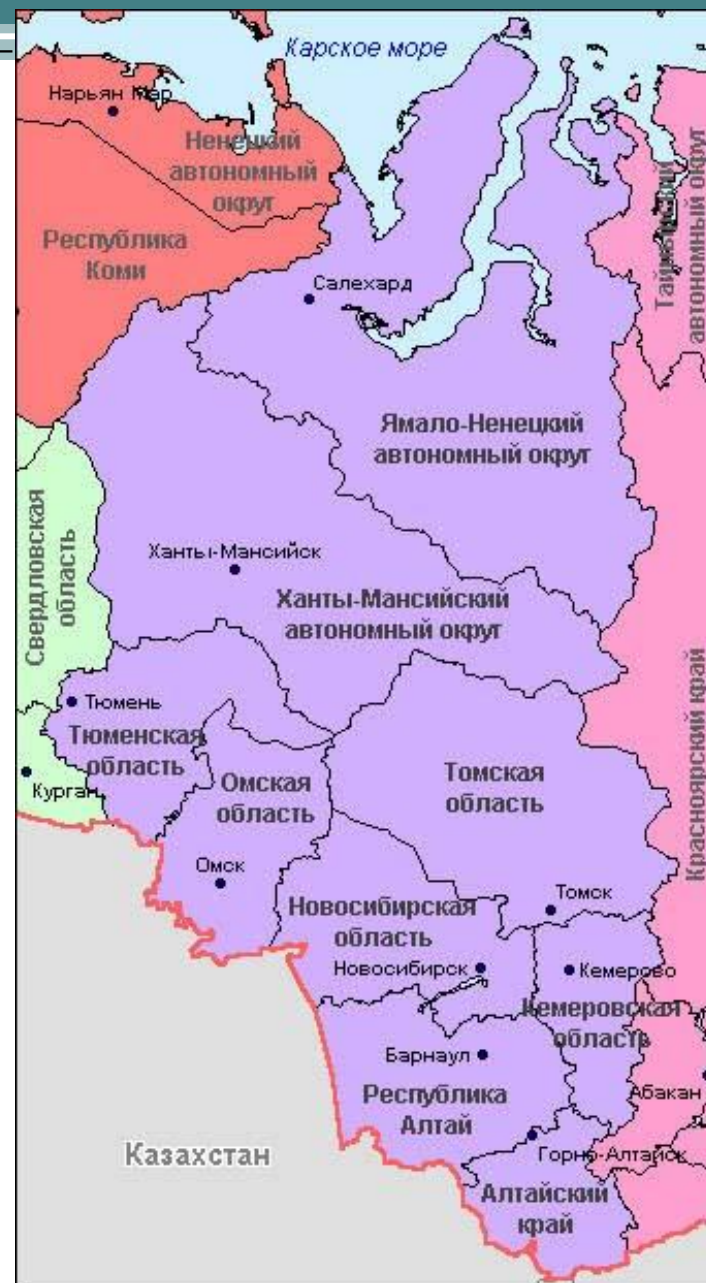 Карское море
Нарьян Мар
Ненецкий
автономный
округ
Республика
Коми
Таймырский
автономный округ
Салехард
Ямало-Ненецкий
автономный округ
Свердловская
область
Ханты-Мансийск
Ханты-Мансийский
автономный округ
Красноярский край
Тюмень
Тюменская
область
Курган
Омская
область
Томская
область
Омск
Томск
Новосибирская
область
Новосибирск
Кемерово
Кемеровская
область
Барнаул
Абакан
Республика
Алтай
Горно-Алтайск
Казахстан
Алтайский
край